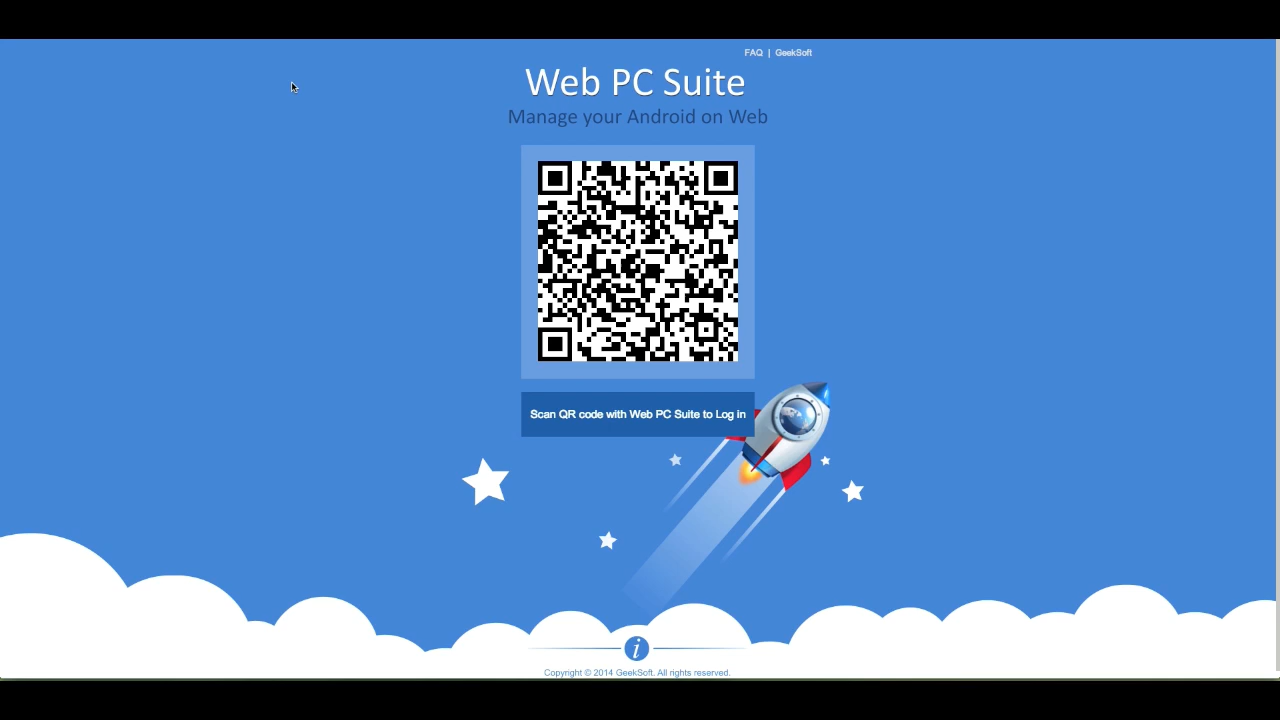 FAQ | GeekSoft
Web PC Suite
Manage your Android on Web
Scan QR code with Web PC Suite to Log in
i
Copyright © 2014 GeekSoft. All rights reserved.